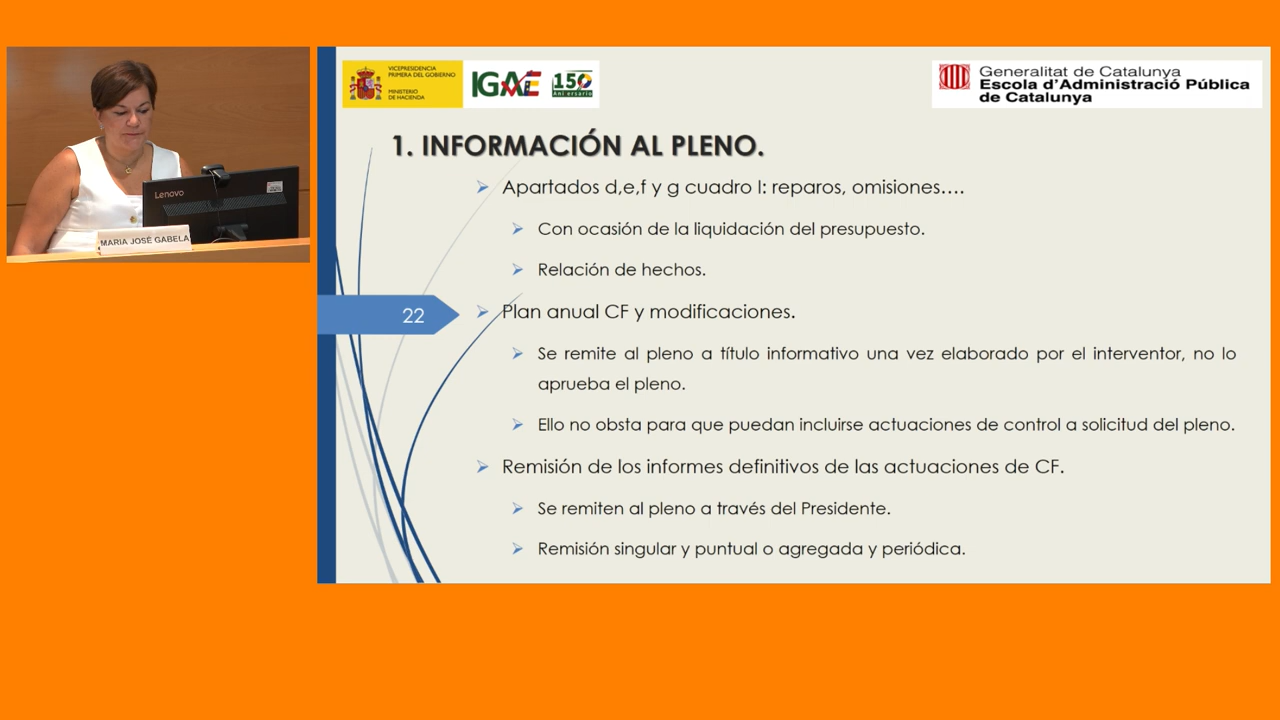 Lenovo
MARIA JOSÉ GABELA
VICEPRESIDENCIA
PRIMERA DEL GOBIERNO
MINISTERIO
DE HACIENDA
IGAE
150
Aniversario
Generalitat de Catalunya
Escola d'Administració Pública
de Catalunya
1. INFORMACIÓN AL PLENO.
Apartados d,e,f y g cuadro I: reparos, omisiones....
Con ocasión de la liquidación del presupuesto.
Relación de hechos.
22
Plan anual CF y modificaciones.
Se remite al pleno a título informativo una vez elaborado por el interventor, no lo
aprueba el pleno.
Ello no obsta para que puedan incluirse actuaciones de control a solicitud del pleno.
Remisión de los informes definitivos de las actuaciones de CF.
Se remiten al pleno a través del Presidente.
Remisión singular y puntual o agregada y periódica.